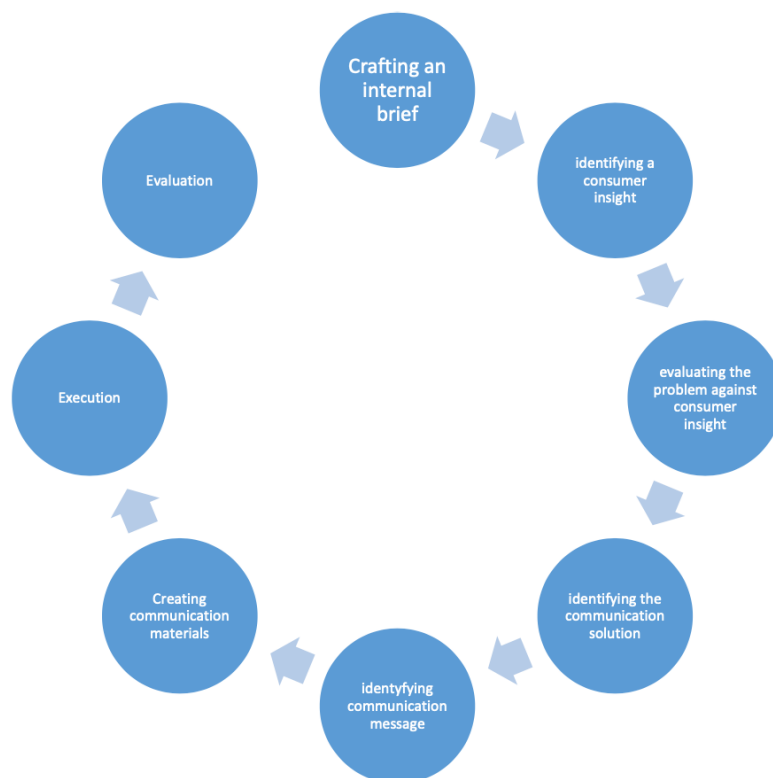 Crafting an
internal
brief
identifying a
consumer
insight
evaluating the
problem against
consumer
insight
identifying the
communication
solution
identyfying
communication
message
Creating
communication
materials
Execution
Evaluation